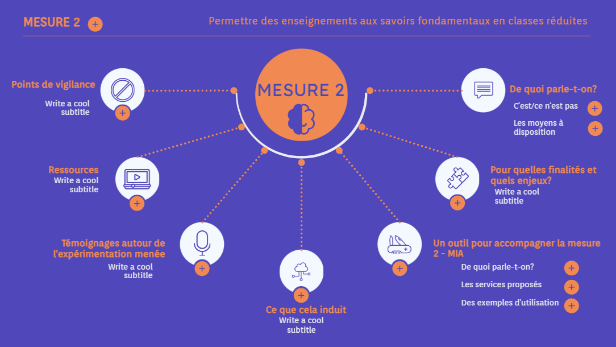 MESURE 2
Permettre des enseignements aux savoirs fondamentaux en classes réduites
MESURE 2
Points de vigilance
Write a cool
subtitle
Ressources
Write a cool
subtitle
Témoignages autour de
l'expérimentation menée
Write a cool
subtitle
Ce que cela induit
Write a cool
subtitle
De quoi parle-t-on?
C'est/ce n'est pas
Les moyens à
disposition
Pour quelles finalités et
quels enjeux?
Write a cool
subtitle
Un outil pour accompagner la mesure
2 - MIA
De quoi parle-t-on?
Les services proposés
Des exemples d'utilisation